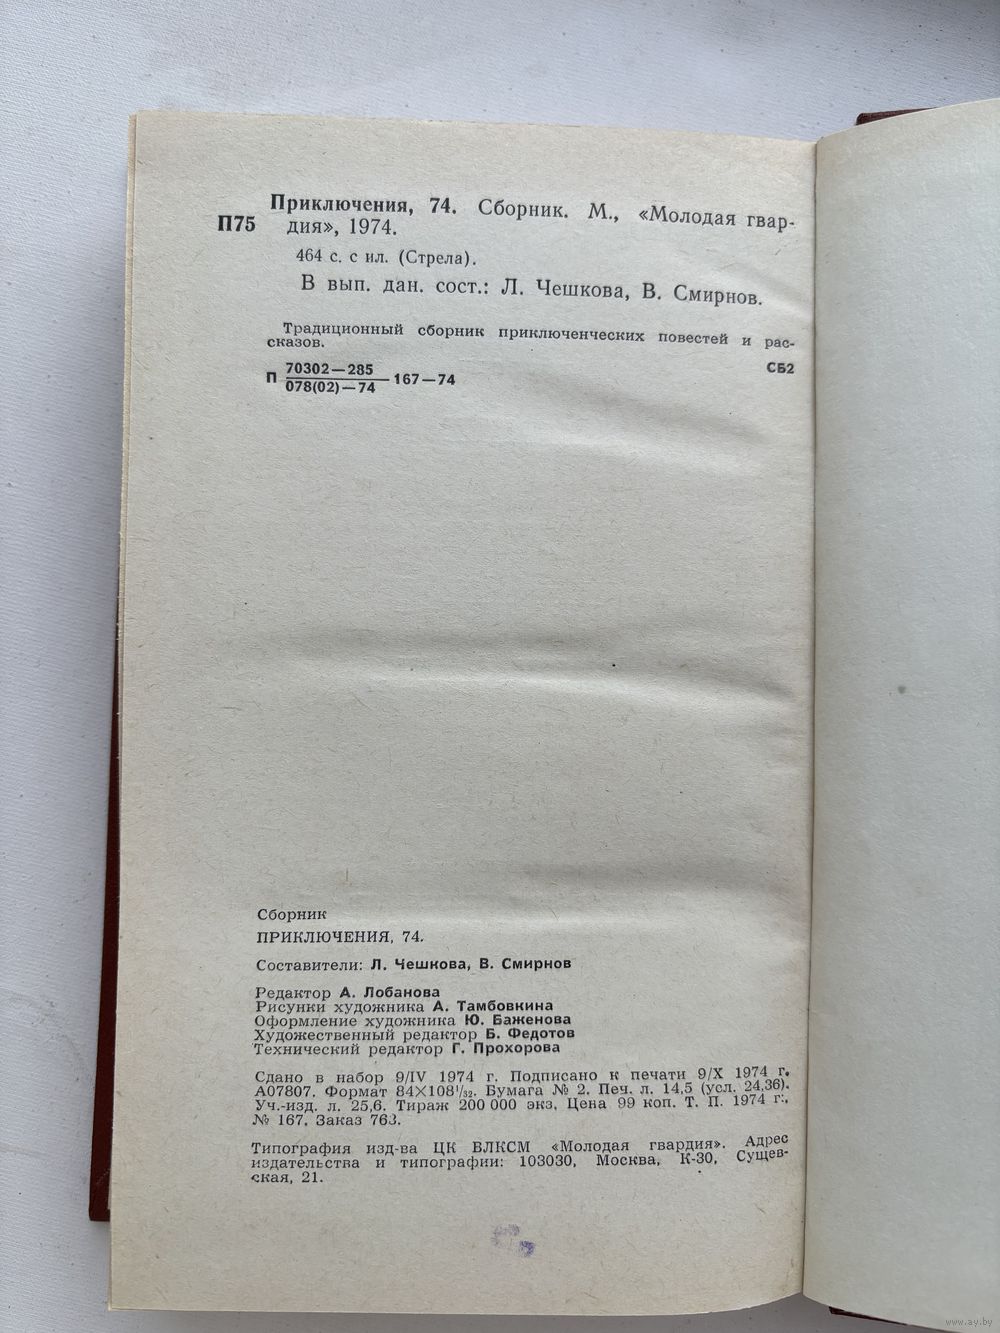 Приключения, 74. Сборник. М., «Молодая гвар-
П75 дия», 1974.
464 с. с ил. (Стрела).
В вып. дан. сост.: Л. Чешкова, В. Смирнов.
Традиционный сборник приключенческих повестей и рас-
сказов.
70302—285
П 167—74 СБ2
078(02)—74
Сборник
ПРИКЛЮЧЕНИЯ, 74.
Составители: Л. Чешкова, В. Смирнов
Редактор А. Лобанова
Рисунки художника А. Тамбовкина
Оформление художника Ю. Баженова
Художественный редактор Б. Федотов
Технический редактор Г. Прохорова
Сдано в набор 9/IV 1974 г. Подписано к печати 9/X 1974 г.
А07807. Формат 84×108¹/₃₂. Бумага № 2. Печ. л. 14,5 (усл. 24,36).
Уч.-изд. л. 25,6. Тираж 200 000 экз. Цена 99 коп. Т. П. 1974 г.,
№ 167. Заказ 763.
Типография изд-ва ЦК ВЛКСМ «Молодая гвардия». Адрес
издательства и типографии: 103030, Москва, К-30, Сущев-
ская, 21.
www.ay.by